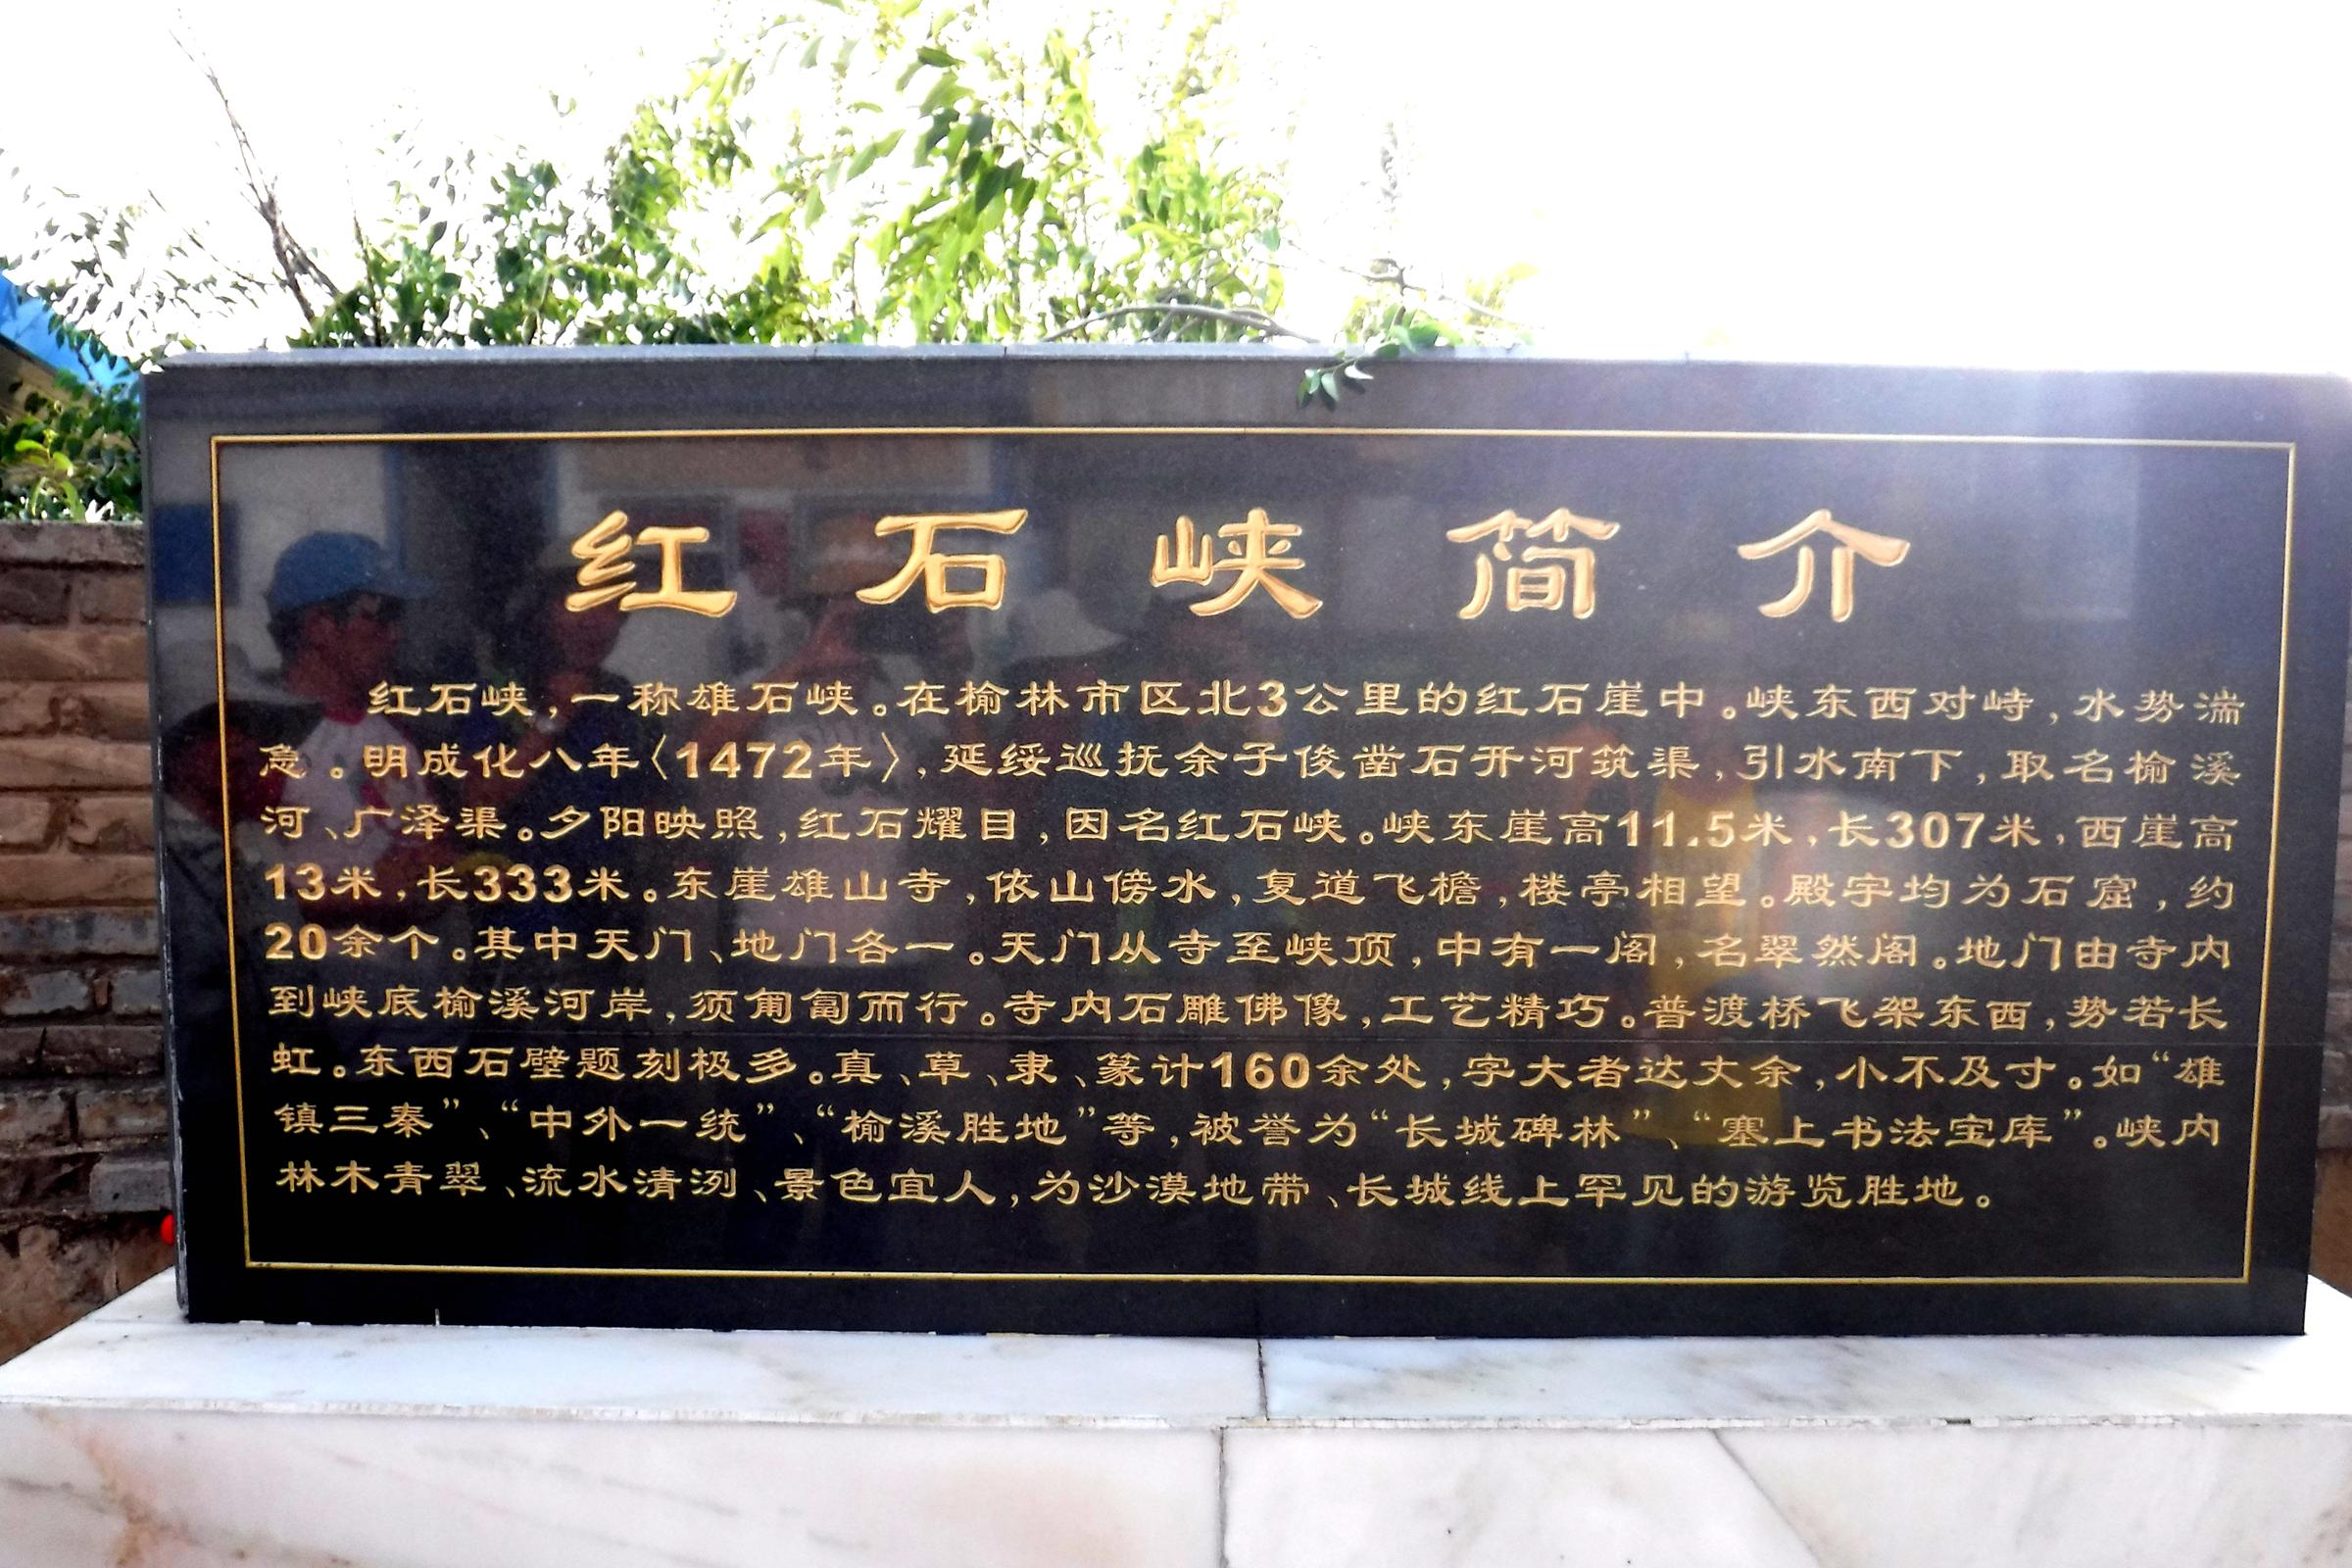 红石峡简介
红石峡,一称雄石峡。在榆林市区北3公里的红石崖中。峡东西对峙,水势湍
急。明成化八年〈1472年〉,延绥巡抚余子俊凿石开河筑渠,引水南下,取名榆溪
河、广泽渠。夕阳映照,红石耀目,因名红石峡。峡东崖高11.5米,长307米,西崖高
13米,长333米。东崖雄山寺,依山傍水,复道飞檐,楼亭相望。殿宇均为石窟,约
20余个。其中天门、地门各一。天门从寺至峡顶,中有一阁,名翠然阁。地门由寺内
到峡底榆溪河岸,须匍匐而行。寺内石雕佛像,工艺精巧。普渡桥飞架东西,势若长
虹。东西石壁题刻极多。真、草、隶、篆计160余处,字大者达丈余,小不及寸。如“雄
镇三秦”、“中外一统”、“榆溪胜地”等,被誉为“长城碑林”、“塞上书法宝库”。峡内
林木青翠、流水清洌、景色宜人,为沙漠地带、长城线上罕见的游览胜地。